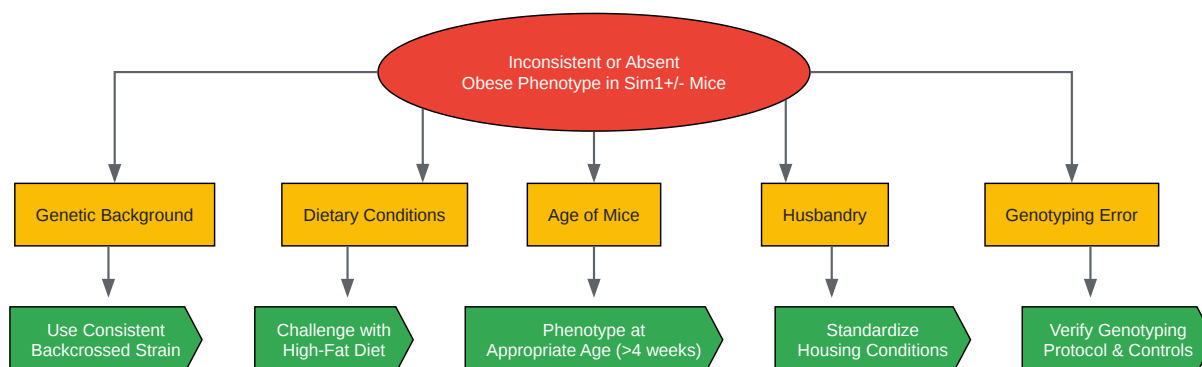 Inconsistent or Absent
Obese Phenotype in Sim1+/- Mice
Genetic Background
Dietary Conditions
Age of Mice
Husbandry
Genotyping Error
Use Consistent
Backcrossed Strain
Challenge with
High-Fat Diet
Phenotype at
Appropriate Age (>4 weeks)
Standardize
Housing Conditions
Verify Genotyping
Protocol & Controls